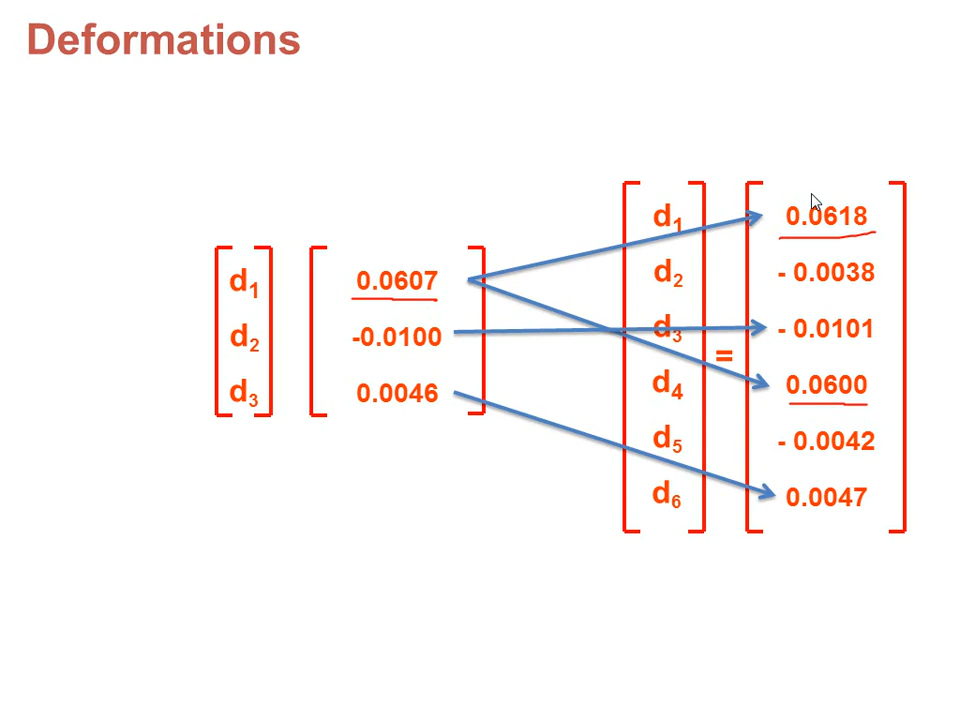 Deformations
d1 0.0607
d2 -0.0100
d3 0.0046
d1 0.0618
d2 - 0.0038
d3 - 0.0101
=
d4 0.0600
d5 - 0.0042
d6 0.0047